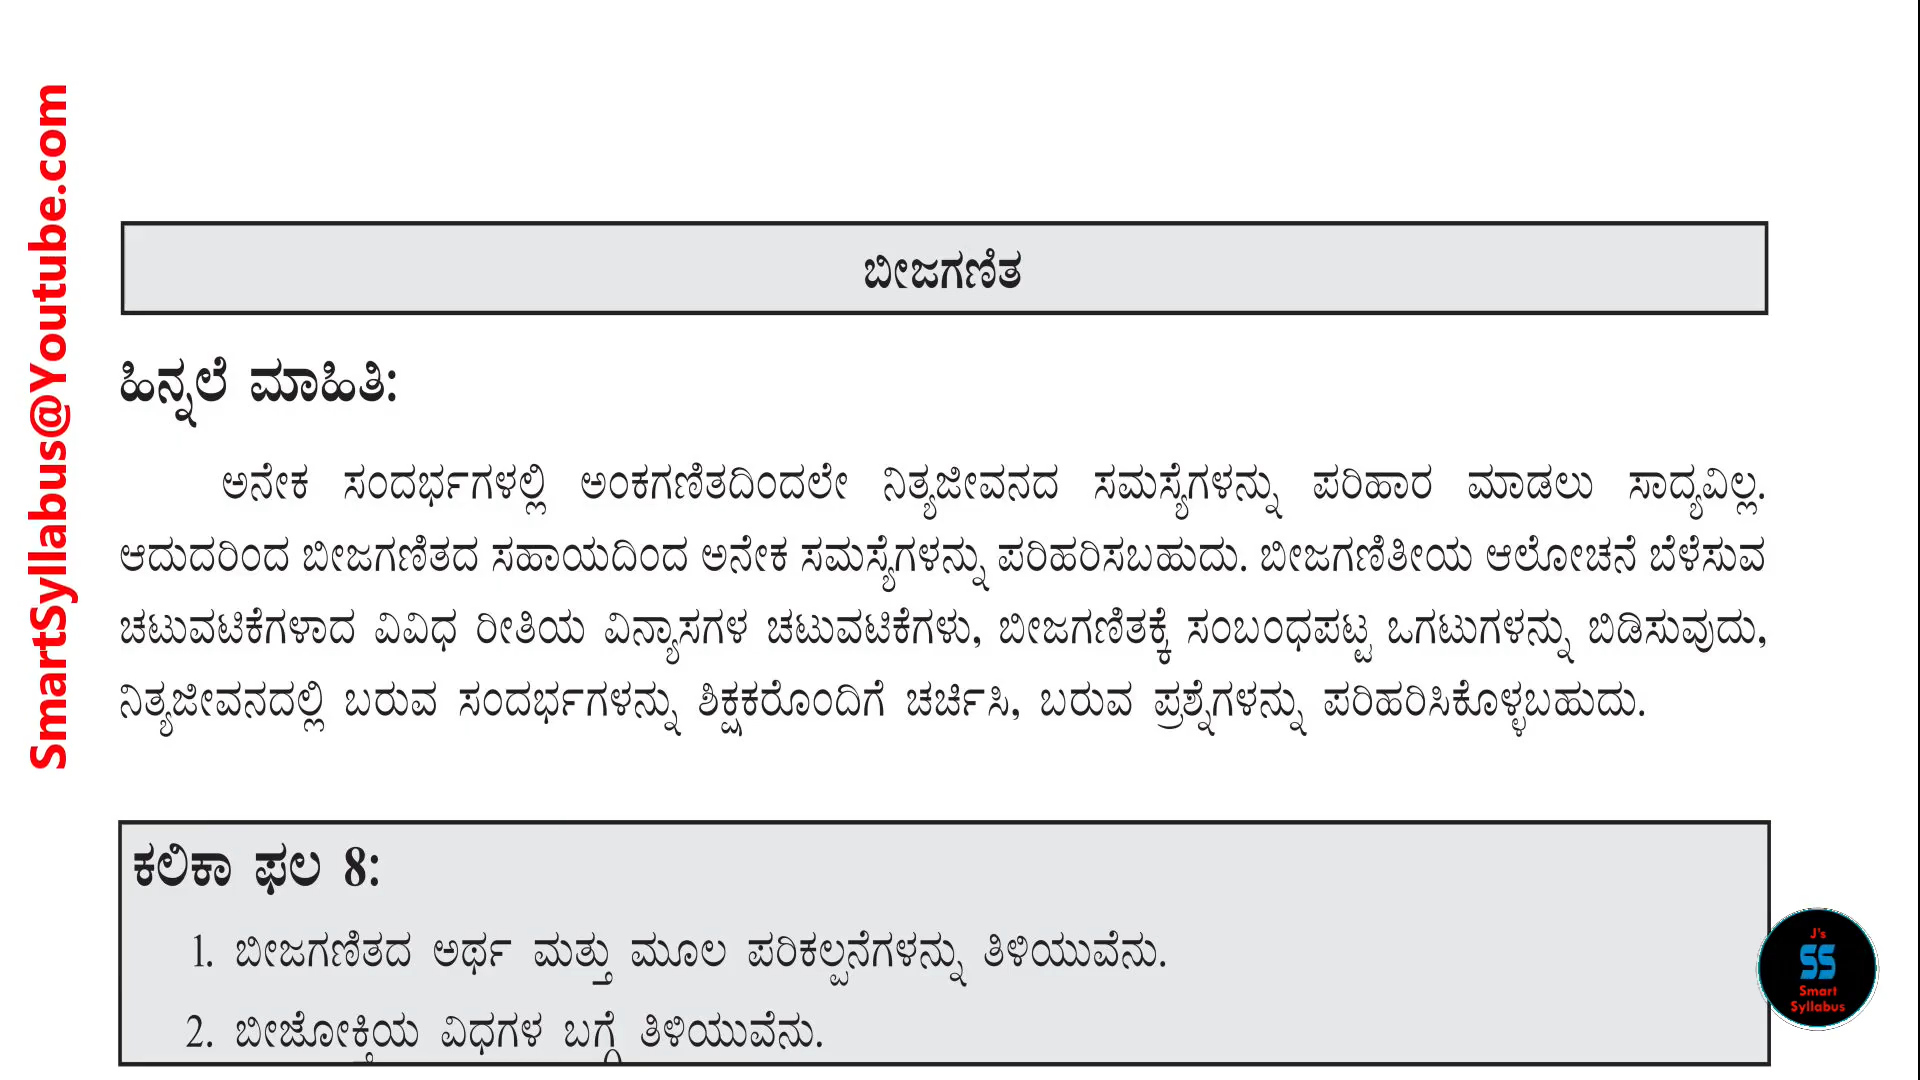 SmartSyllabus@Youtube.com
ಬೀಜಗಣಿತ
ಹಿನ್ನಲೆ ಮಾಹಿತಿ:
ಅನೇಕ ಸಂದರ್ಭಗಳಲ್ಲಿ ಅಂಕಗಣಿತದಿಂದಲೇ ನಿತ್ಯಜೀವನದ ಸಮಸ್ಯೆಗಳನ್ನು ಪರಿಹಾರ ಮಾಡಲು ಸಾದ್ಯವಿಲ್ಲ.
ಆದುದರಿಂದ ಬೀಜಗಣಿತದ ಸಹಾಯದಿಂದ ಅನೇಕ ಸಮಸ್ಯೆಗಳನ್ನು ಪರಿಹರಿಸಬಹುದು. ಬೀಜಗಣಿತೀಯ ಆಲೋಚನೆ ಬೆಳೆಸುವ
ಚಟುವಟಿಕೆಗಳಾದ ವಿವಿಧ ರೀತಿಯ ವಿನ್ಯಾಸಗಳ ಚಟುವಟಿಕೆಗಳು, ಬೀಜಗಣಿತಕ್ಕೆ ಸಂಬಂಧಪಟ್ಟ ಒಗಟುಗಳನ್ನು ಬಿಡಿಸುವುದು,
ನಿತ್ಯಜೀವನದಲ್ಲಿ ಬರುವ ಸಂದರ್ಭಗಳನ್ನು ಶಿಕ್ಷಕರೊಂದಿಗೆ ಚರ್ಚಿಸಿ, ಬರುವ ಪ್ರಶ್ನೆಗಳನ್ನು ಪರಿಹರಿಸಿಕೊಳ್ಳಬಹುದು.
ಕಲಿಕಾ ಫಲ 8:
1. ಬೀಜಗಣಿತದ ಅರ್ಥ ಮತ್ತು ಮೂಲ ಪರಿಕಲ್ಪನೆಗಳನ್ನು ತಿಳಿಯುವೆನು.
2. ಬೀಜೋಕ್ತಿಯ ವಿಧಗಳ ಬಗ್ಗೆ ತಿಳಿಯುವೆನು.
J's
SS
Smart
Syllabus